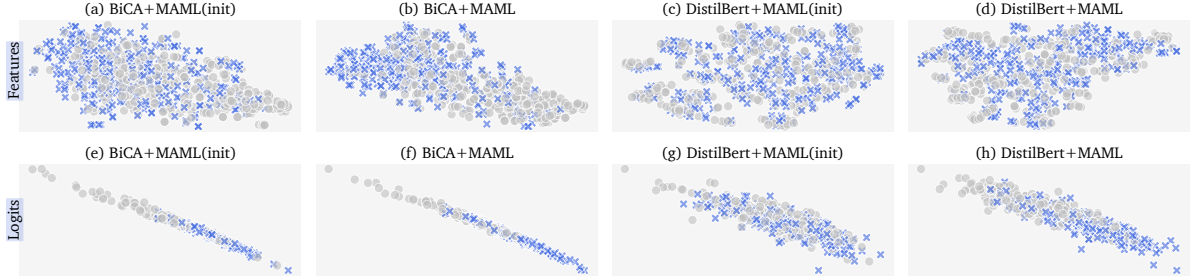 (a) BiCA+MAML(init)
(b) BiCA+MAML
(c) DistilBert+MAML(init)
(d) DistilBert+MAML
Features
(e) BiCA+MAML(init)
(f) BiCA+MAML
(g) DistilBert+MAML(init)
(h) DistilBert+MAML
Logits